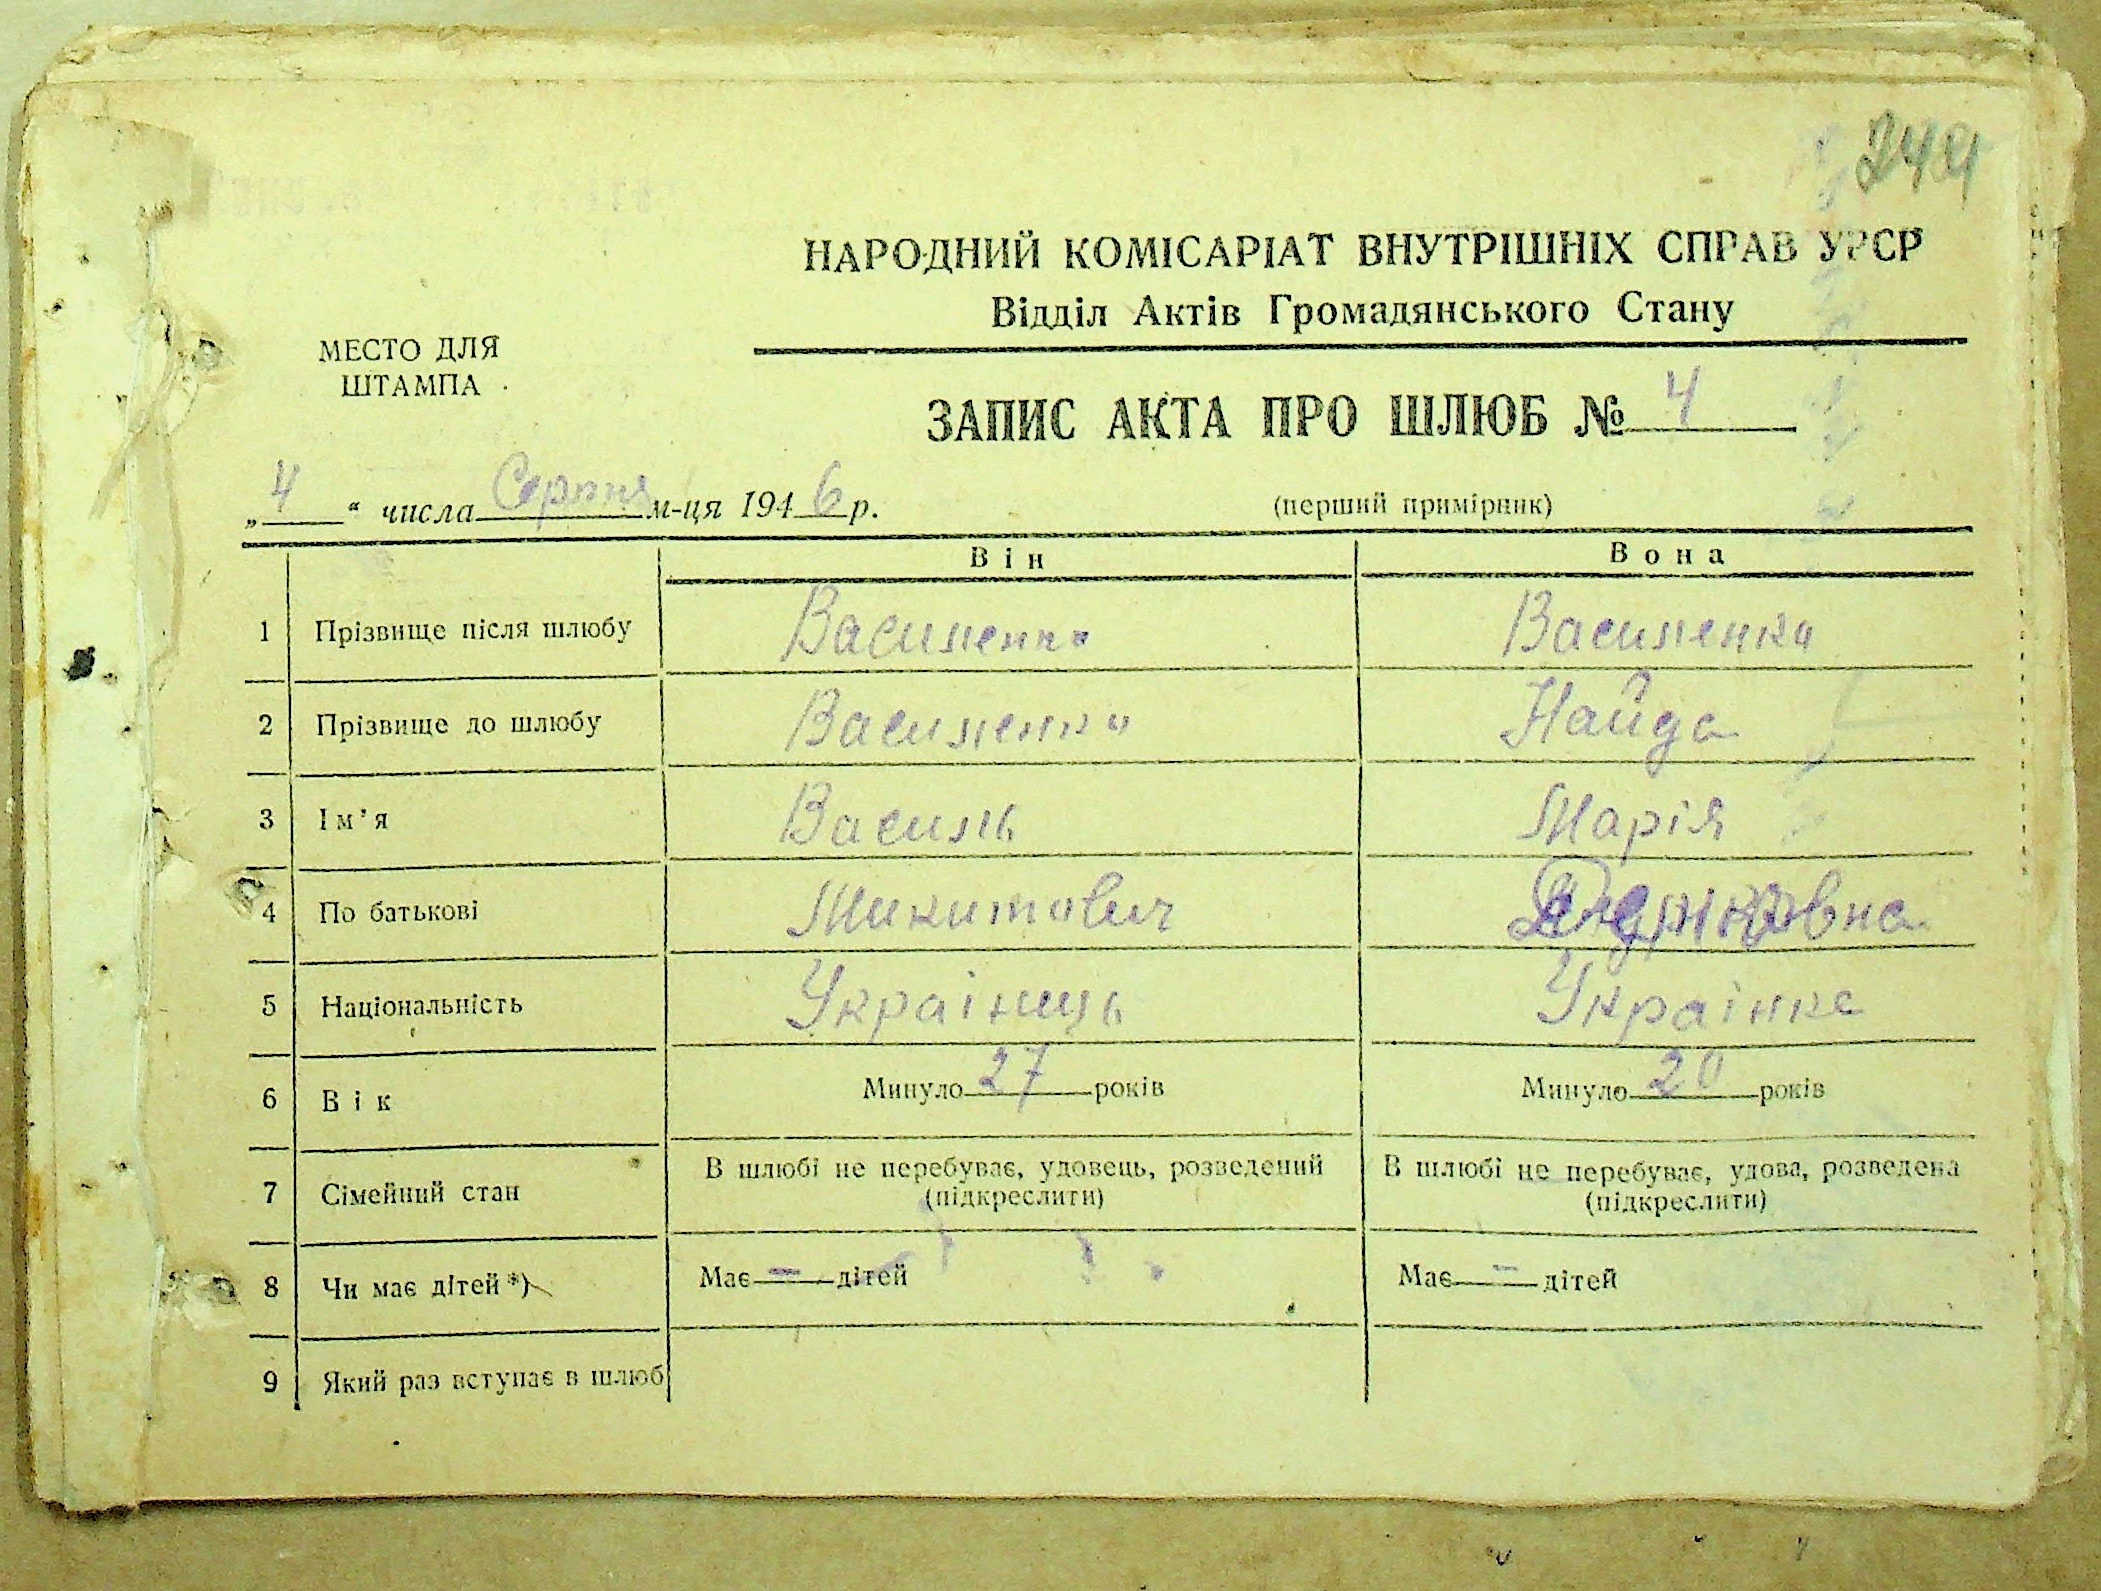 244
НАРОДНИЙ КОМІСАРІАТ ВНУТРІШНІХ СПРАВ УРСР
Відділ Актів Громадянського Стану
МЕСТО ДЛЯ
ШТАМПА
ЗАПИС АКТА ПРО ШЛЮБ № 4
„ 4 “ числа Серпня м-ця 1946 р.
(перший примірник)
Він Вона
1 Прізвище після шлюбу Василенко Василенко
2 Прізвище до шлюбу Василенко Найда
3 Ім’я Василь Марія
4 По батькові Микитович
5 Національність Українець Українка
6 Вік Минуло 27 років Минуло 20 років
7 Сімейний стан В шлюбі не перебуває, удовець, розведений В шлюбі не перебуває, удова, розведена
(підкреслити) (підкреслити)
8 Чи має дітей *) Має — дітей Має — дітей
9 Який раз вступає в шлюб